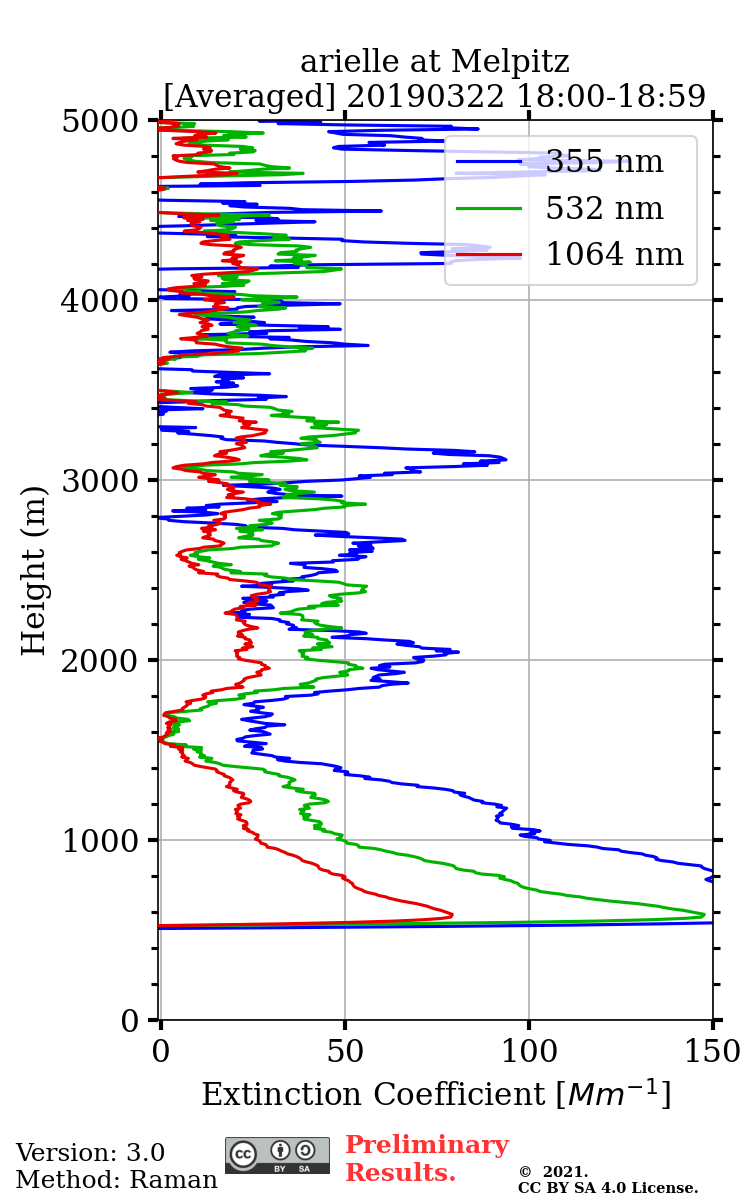 arielle at Melpitz
[Averaged] 20190322 18:00-18:59
5000
4000
3000
2000
1000
0
Height (m)
355 nm
532 nm
1064 nm
0 50 100 150
Extinction Coefficient [Mm⁻¹]
Version: 3.0
Method: Raman
cc BY SA
Preliminary
Results.
© 2021.
CC BY SA 4.0 License.